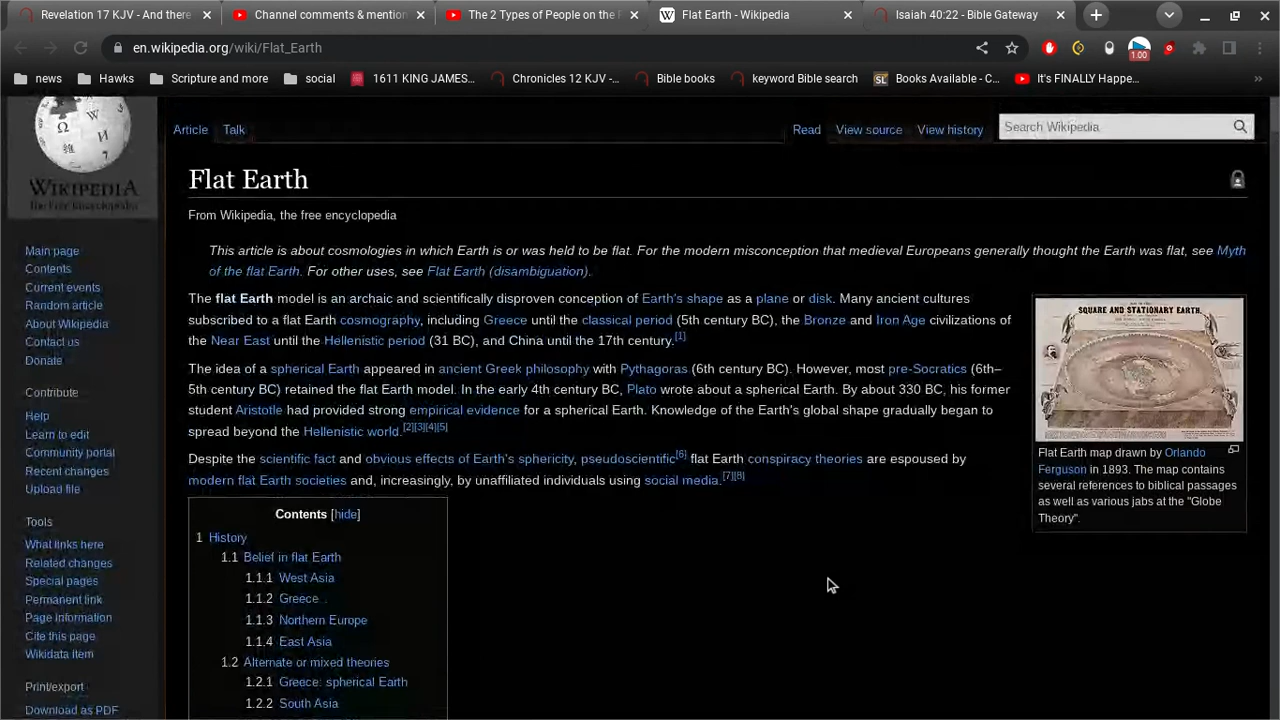 Revelation 17 KJV - And there
Channel comments & mention
The 2 Types of People on the F
Flat Earth - Wikipedia
Isaiah 40:22 - Bible Gateway
en.wikipedia.org/wiki/Flat_Earth
1.00
news
Hawks
Scripture and more
social
1611 KING JAMES...
Chronicles 12 KJV -...
Bible books
keyword Bible search
SL
Books Available - C...
It's FINALLY Happe...
»
WIKIPEDIA
The Free Encyclopedia
Main page
Contents
Current events
Random article
About Wikipedia
Contact us
Donate
Contribute
Help
Learn to edit
Community portal
Recent changes
Upload file
Tools
What links here
Related changes
Special pages
Permanent link
Page information
Cite this page
Wikidata item
Print/export
Download as PDF
Article
Talk
Read
View source
View history
Search Wikipedia
Flat Earth
From Wikipedia, the free encyclopedia
This article is about cosmologies in which Earth is or was held to be flat. For the modern misconception that medieval Europeans generally thought the Earth was flat, see Myth
of the flat Earth. For other uses, see Flat Earth (disambiguation).
The flat Earth model is an archaic and scientifically disproven conception of Earth's shape as a plane or disk. Many ancient cultures
subscribed to a flat Earth cosmography, including Greece until the classical period (5th century BC), the Bronze and Iron Age civilizations of
the Near East until the Hellenistic period (31 BC), and China until the 17th century.[1]
The idea of a spherical Earth appeared in ancient Greek philosophy with Pythagoras (6th century BC). However, most pre-Socratics (6th–
5th century BC) retained the flat Earth model. In the early 4th century BC, Plato wrote about a spherical Earth. By about 330 BC, his former
student Aristotle had provided strong empirical evidence for a spherical Earth. Knowledge of the Earth's global shape gradually began to
spread beyond the Hellenistic world.[2][3][4][5]
Despite the scientific fact and obvious effects of Earth's sphericity, pseudoscientific[6] flat Earth conspiracy theories are espoused by
modern flat Earth societies and, increasingly, by unaffiliated individuals using social media.[7][8]
SQUARE AND STATIONARY EARTH.
Flat Earth map drawn by Orlando
Ferguson in 1893. The map contains
several references to biblical passages
as well as various jabs at the "Globe
Theory".
Contents [hide]
1 History
1.1 Belief in flat Earth
1.1.1 West Asia
1.1.2 Greece
1.1.3 Northern Europe
1.1.4 East Asia
1.2 Alternate or mixed theories
1.2.1 Greece: spherical Earth
1.2.2 South Asia